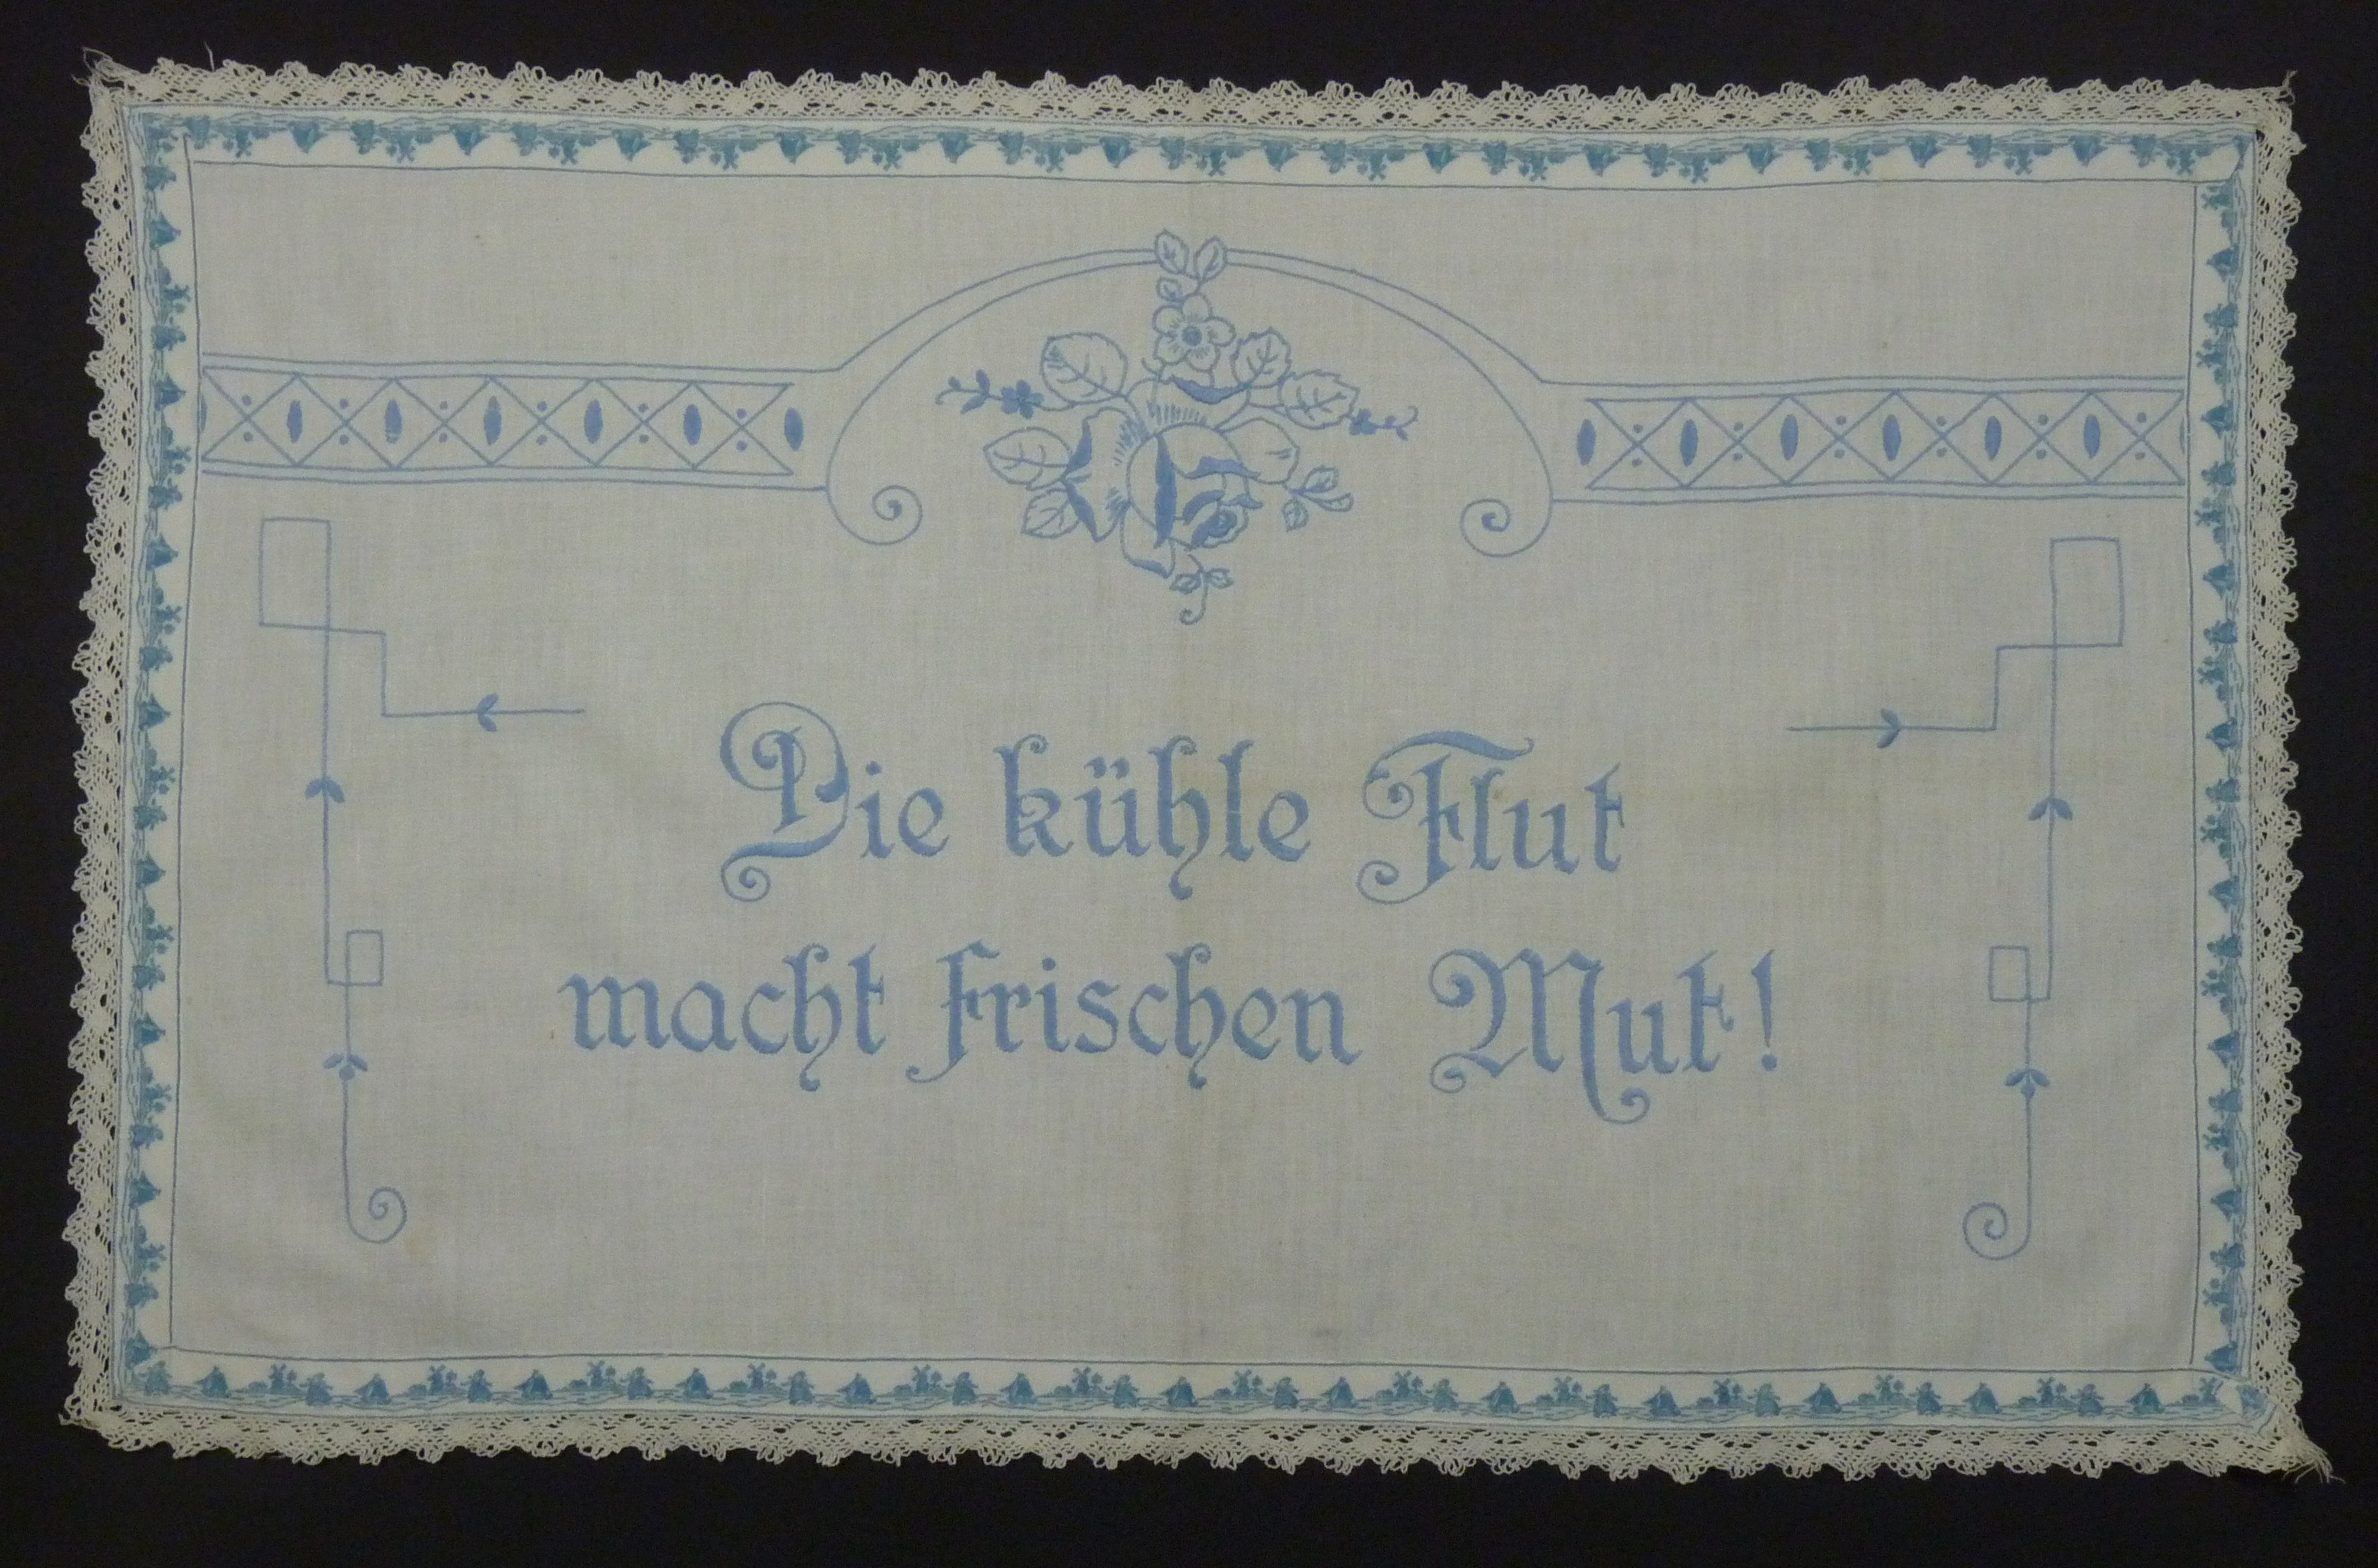 Die kühle Flut
macht frischen Mut!